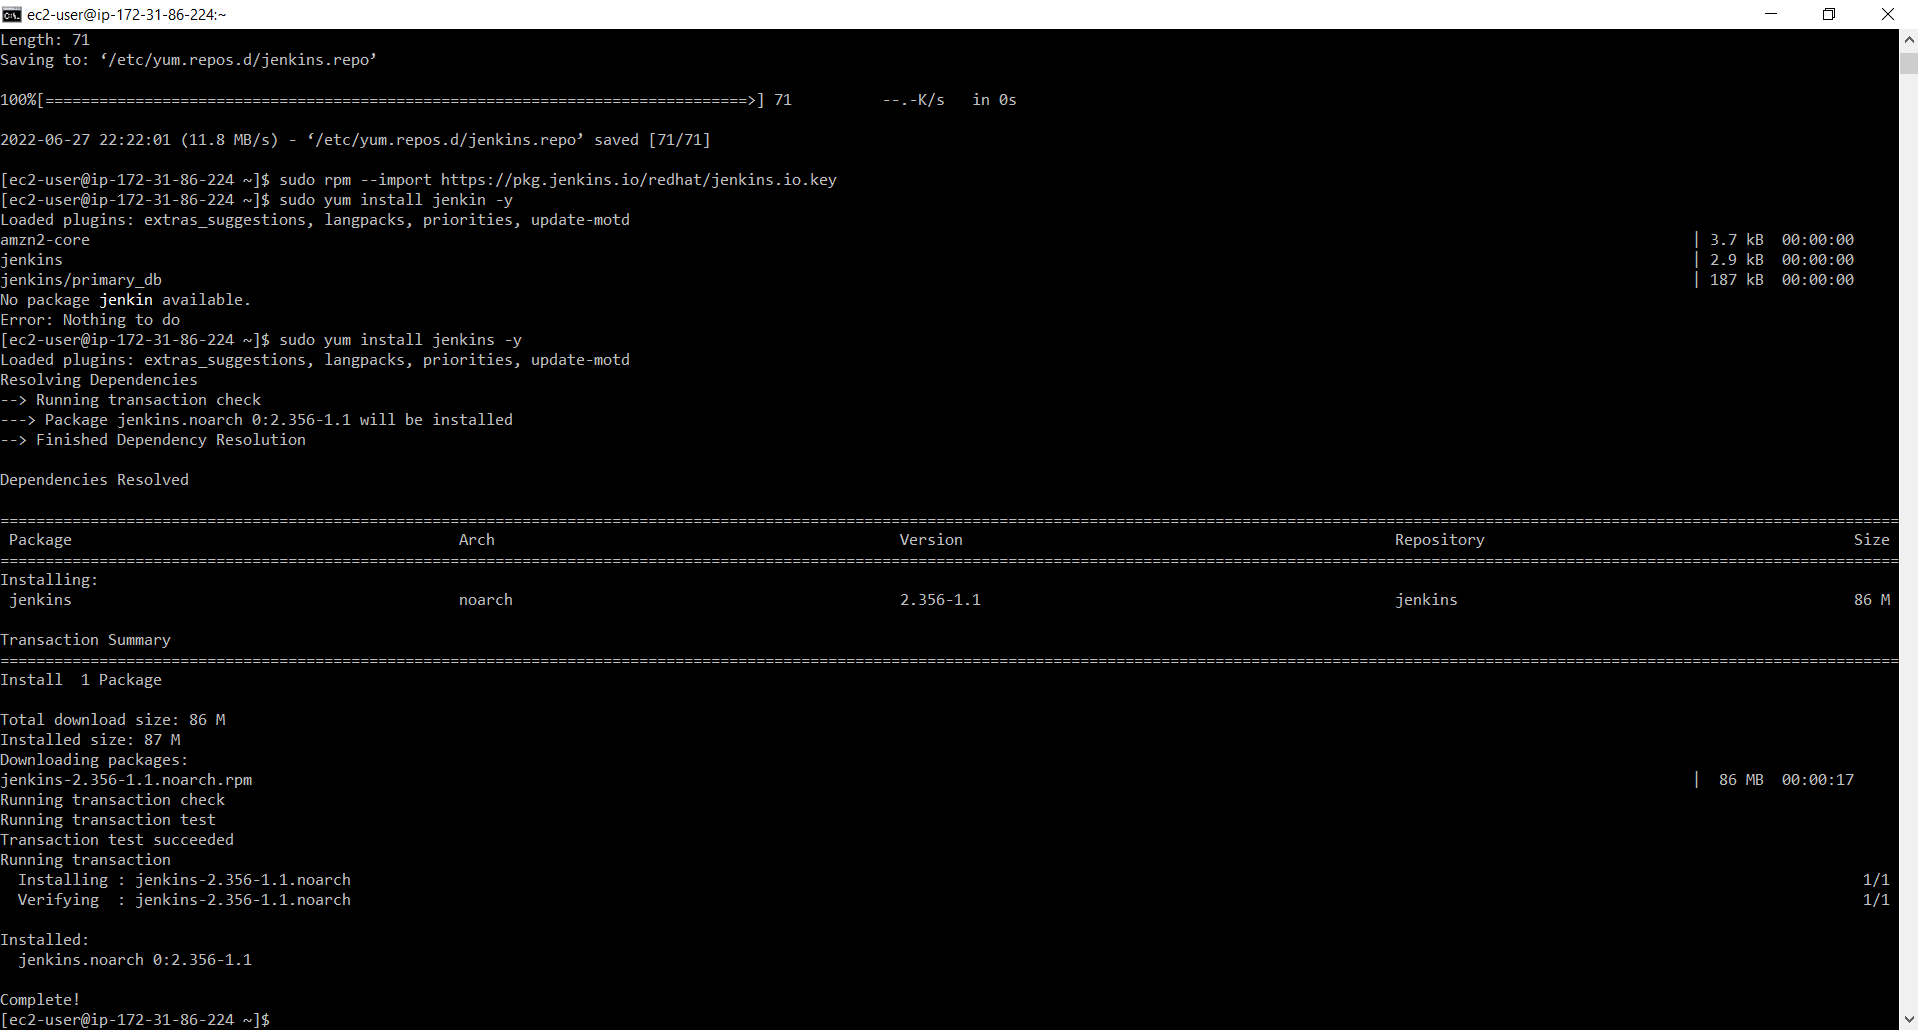 ec2-user@ip-172-31-86-224:~
Length: 71
Saving to: ‘/etc/yum.repos.d/jenkins.repo’
100%[==============================================================================>] 71          --.-K/s   in 0s
2022-06-27 22:22:01 (11.8 MB/s) - ‘/etc/yum.repos.d/jenkins.repo’ saved [71/71]
[ec2-user@ip-172-31-86-224 ~]$ sudo rpm --import https://pkg.jenkins.io/redhat/jenkins.io.key
[ec2-user@ip-172-31-86-224 ~]$ sudo yum install jenkin -y
Loaded plugins: extras_suggestions, langpacks, priorities, update-motd
amzn2-core | 3.7 kB  00:00:00
jenkins | 2.9 kB  00:00:00
jenkins/primary_db | 187 kB  00:00:00
No package jenkin available.
Error: Nothing to do
[ec2-user@ip-172-31-86-224 ~]$ sudo yum install jenkins -y
Loaded plugins: extras_suggestions, langpacks, priorities, update-motd
Resolving Dependencies
--> Running transaction check
---> Package jenkins.noarch 0:2.356-1.1 will be installed
--> Finished Dependency Resolution
Dependencies Resolved
Package Arch Version Repository Size
Installing:
jenkins noarch 2.356-1.1 jenkins 86 M
Transaction Summary
Install  1 Package
Total download size: 86 M
Installed size: 87 M
Downloading packages:
jenkins-2.356-1.1.noarch.rpm |  86 MB  00:00:17
Running transaction check
Running transaction test
Transaction test succeeded
Running transaction
Installing : jenkins-2.356-1.1.noarch 1/1
Verifying  : jenkins-2.356-1.1.noarch 1/1
Installed:
jenkins.noarch 0:2.356-1.1
Complete!
[ec2-user@ip-172-31-86-224 ~]$